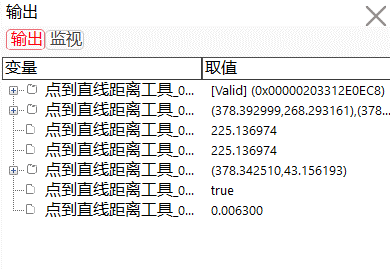 输出
输出 监视
变量 取值
点到直线距离工具_0... [Valid] (0x00000203312E0EC8)
点到直线距离工具_0... (378.392999,268.293161),(378...
点到直线距离工具_0... 225.136974
点到直线距离工具_0... 225.136974
点到直线距离工具_0... (378.342510,43.156193)
点到直线距离工具_0... true
点到直线距离工具_0... 0.006300